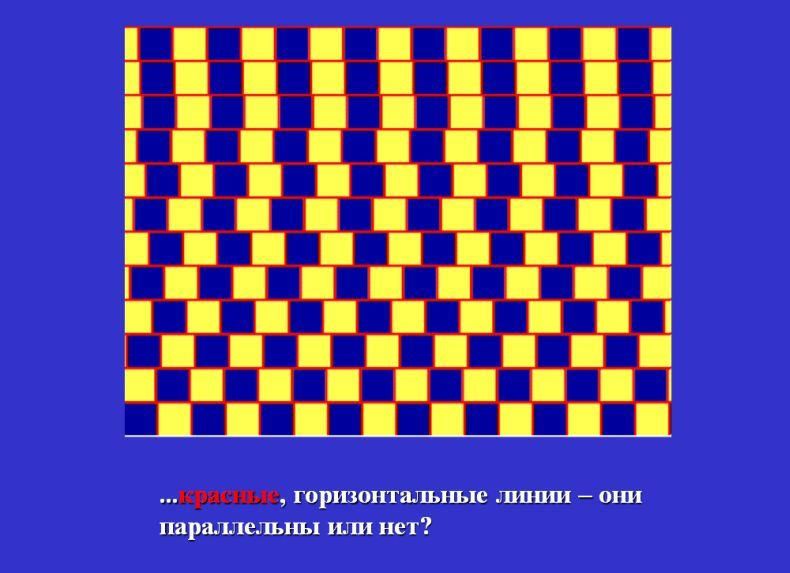 ...красные, горизонтальные линии – они
параллельны или нет?